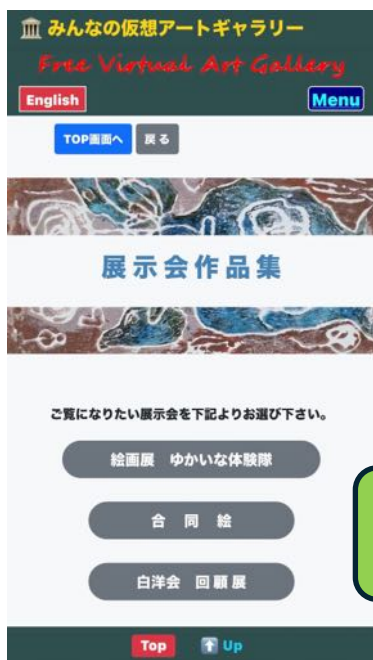 🏛 みんなの仮想アートギャラリー
Free Virtual Art Gallery
English
Menu
TOP画面へ
戻る
展示会作品集
ご覧になりたい展示会を下記よりお選び下さい。
絵画展 ゆかいな体験隊
合 同 絵
白洋会 回顧展
Top
⬆ Up